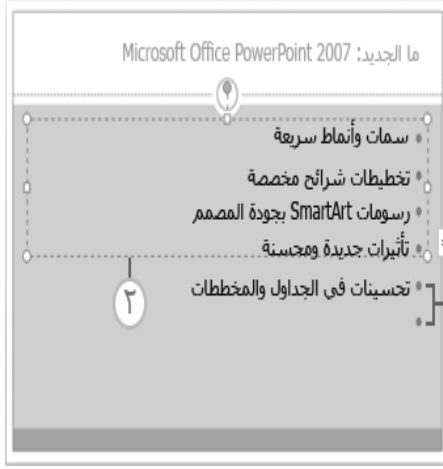 ما الجديد: Microsoft Office PowerPoint 2007
سمات وأنماط سريعة
تخطيطات شرائح مخصصة
رسومات SmartArt بجودة المصمم
تأثيرات جديدة ومحسنة
تحسينات في الجداول والمخططات
٢